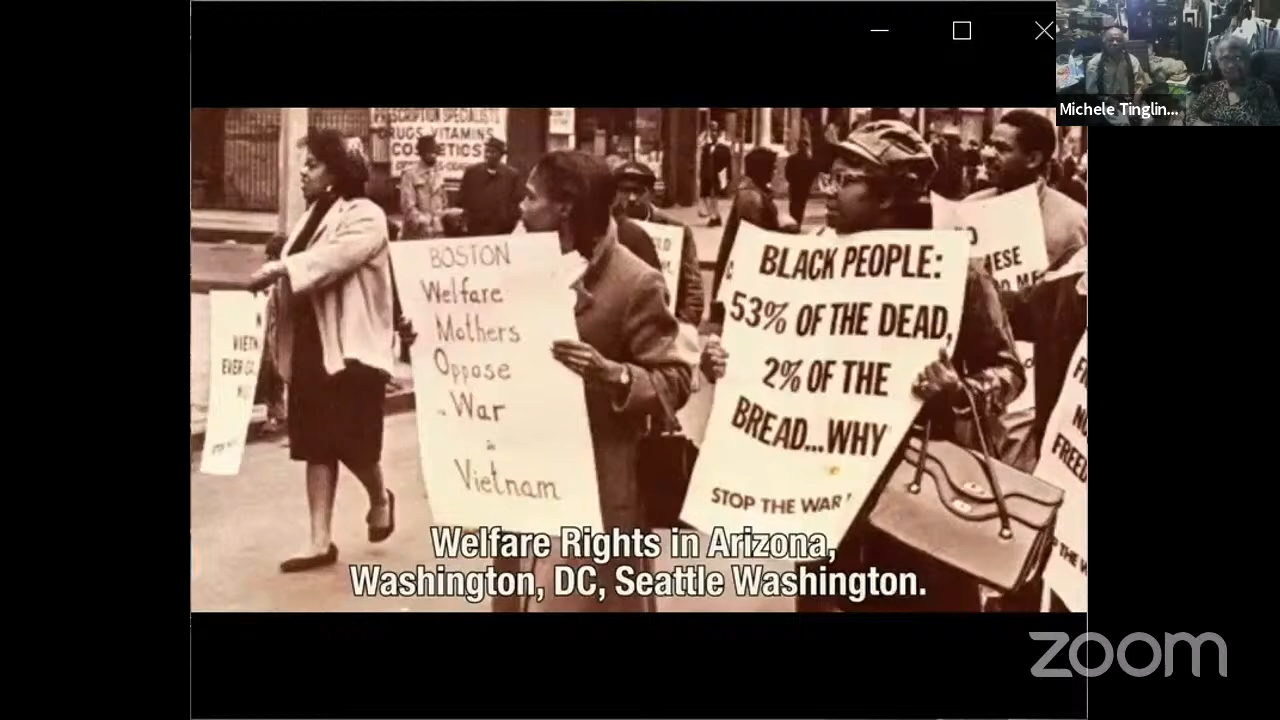 Michele Tinglin...
PRESCRIPTION SPECIALISTS
DRUGS VITAMINS
COSMETICS
BOSTON
Welfare
Mothers
Oppose
War
in
Vietnam
BLACK PEOPLE:
53% OF THE DEAD,
2% OF THE
BREAD...WHY
STOP THE WAR!
Welfare Rights in Arizona,
Washington, DC, Seattle Washington.
zoom